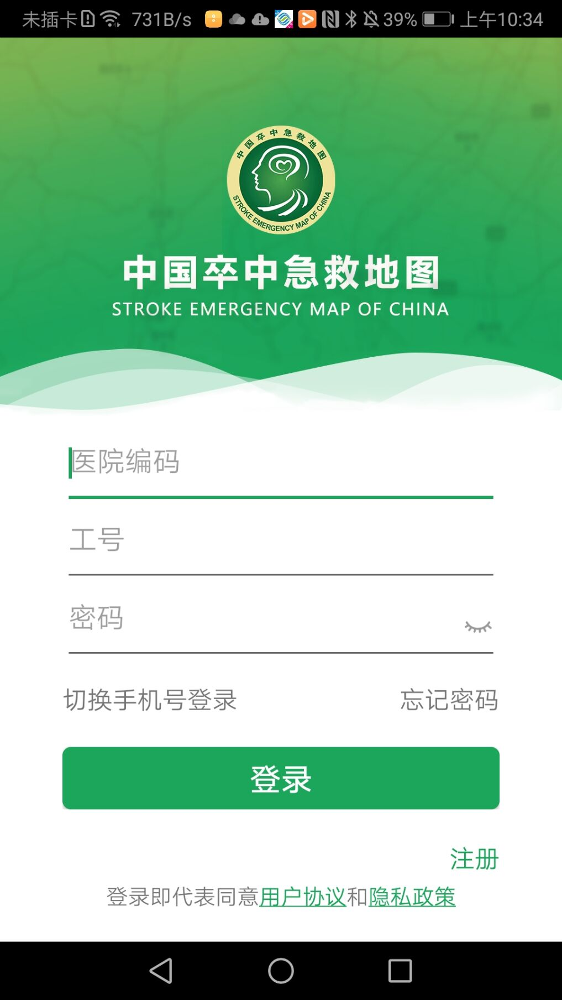 未插卡 731B/s 39% 上午10:34
中国卒中急救地图
STROKE EMERGENCY MAP OF CHINA
中国卒中急救地图
STROKE EMERGENCY MAP OF CHINA
医院编码
工号
密码
切换手机号登录 忘记密码
登录
注册
登录即代表同意用户协议和隐私政策